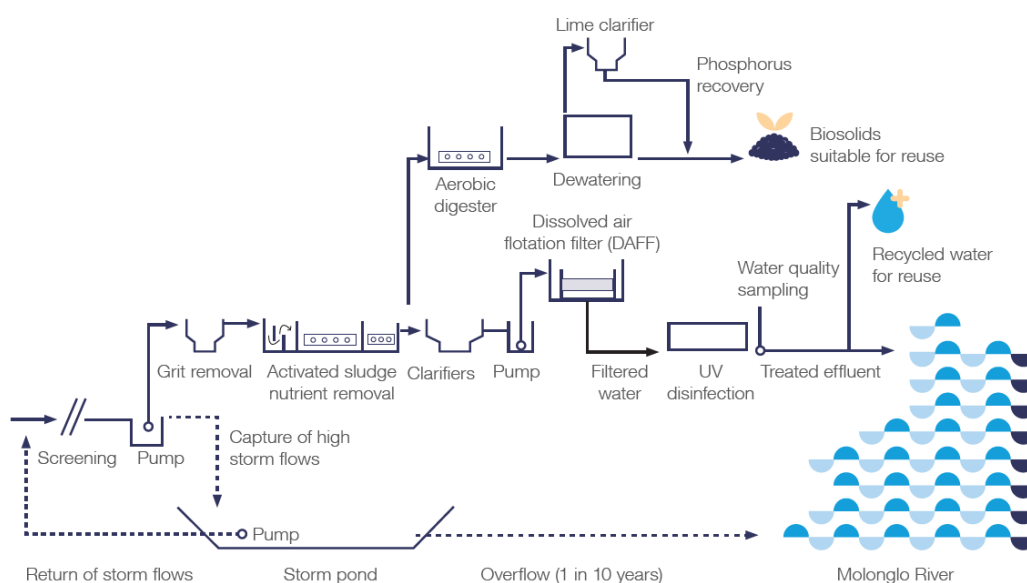 Lime clarifier
Phosphorus
recovery
Biosolids
suitable for reuse
Aerobic
digester
Dewatering
Dissolved air
flotation filter (DAFF)
Water quality
sampling
Recycled water
for reuse
Grit removal
Activated sludge
nutrient removal
Clarifiers
Pump
Filtered
water
UV
disinfection
Treated effluent
Screening
Pump
Capture of high
storm flows
Pump
Return of storm flows
Storm pond
Overflow (1 in 10 years)
Molonglo River